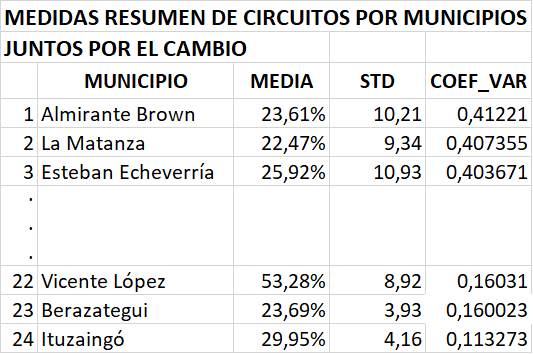 MEDIDAS RESUMEN DE CIRCUITOS POR MUNICIPIOS
JUNTOS POR EL CAMBIO
MUNICIPIO MEDIA STD COEF_VAR
1 Almirante Brown 23,61% 10,21 0,41221
2 La Matanza 22,47% 9,34 0,407355
3 Esteban Echeverría 25,92% 10,93 0,403671
.
.
.
22 Vicente López 53,28% 8,92 0,16031
23 Berazategui 23,69% 3,93 0,160023
24 Ituzaingó 29,95% 4,16 0,113273